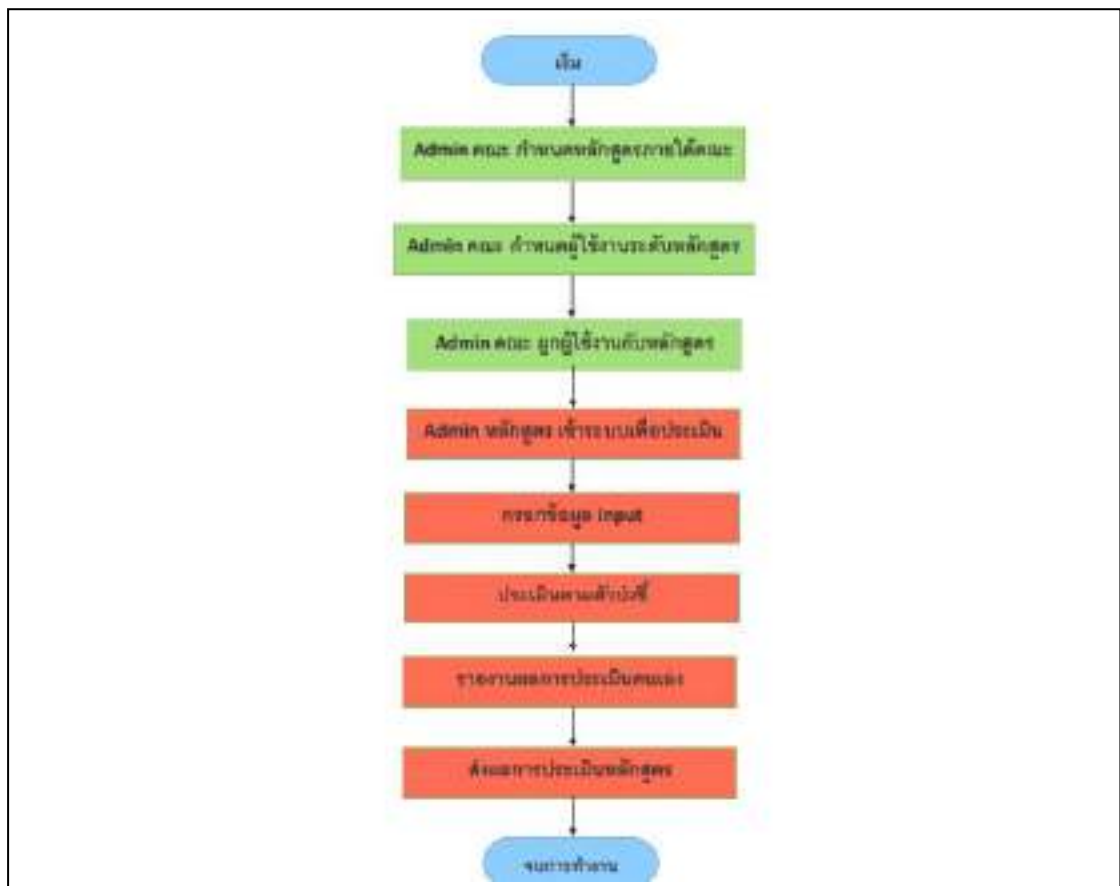 เริ่ม
Admin คณะ กำหนดหลักสูตรภายใต้คณะ
Admin คณะ กำหนดผู้ใช้งานระดับหลักสูตร
Admin คณะ ผูกผู้ใช้งานกับหลักสูตร
Admin หลักสูตร เข้าระบบเพื่อประเมิน
กรอกข้อมูล Input
ประเมินตามตัวบ่งชี้
รายงานผลการประเมินตนเอง
ส่งผลการประเมินหลักสูตร
จบการทำงาน